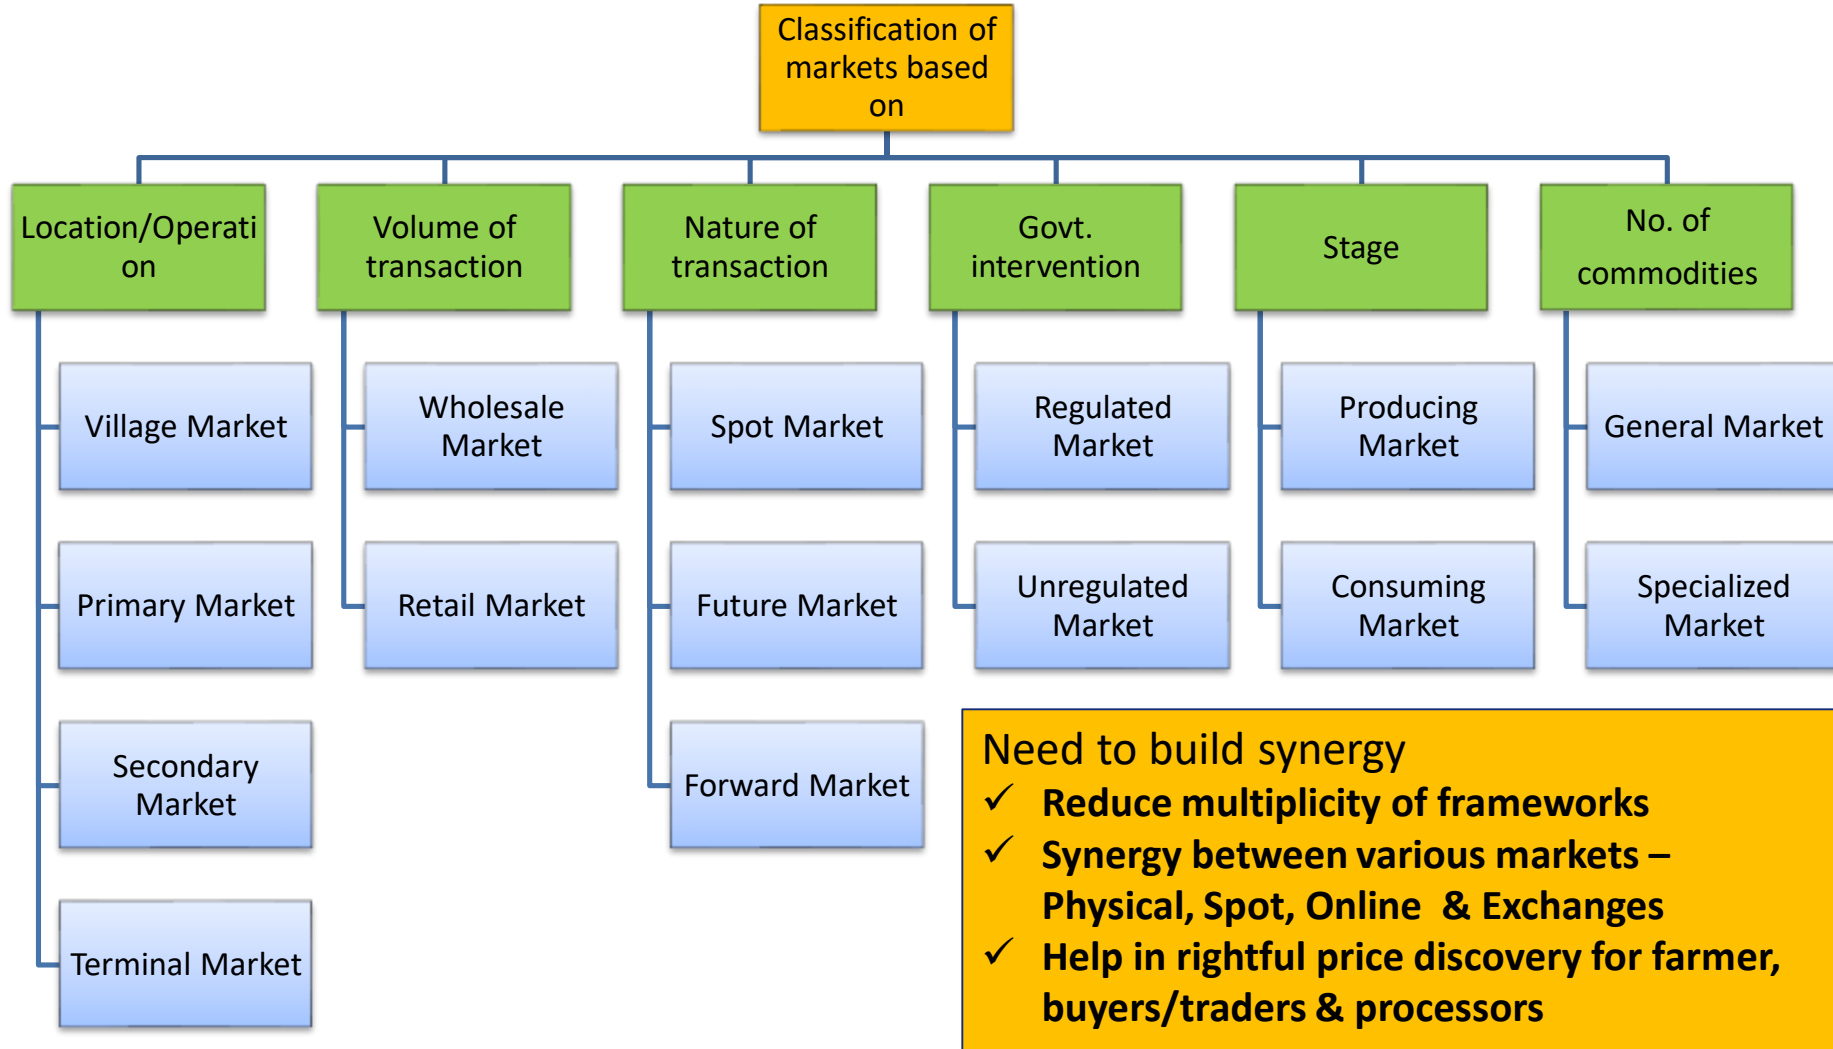 Classification of
markets based
on
Location/Operati
on
Volume of
transaction
Nature of
transaction
Govt.
intervention
Stage
No. of
commodities
Village Market
Wholesale
Market
Spot Market
Regulated
Market
Producing
Market
General Market
Primary Market
Retail Market
Future Market
Unregulated
Market
Consuming
Market
Specialized
Market
Secondary
Market
Forward Market
Terminal Market
Need to build synergy
✓ Reduce multiplicity of frameworks
✓ Synergy between various markets –
Physical, Spot, Online & Exchanges
✓ Help in rightful price discovery for farmer,
buyers/traders & processors